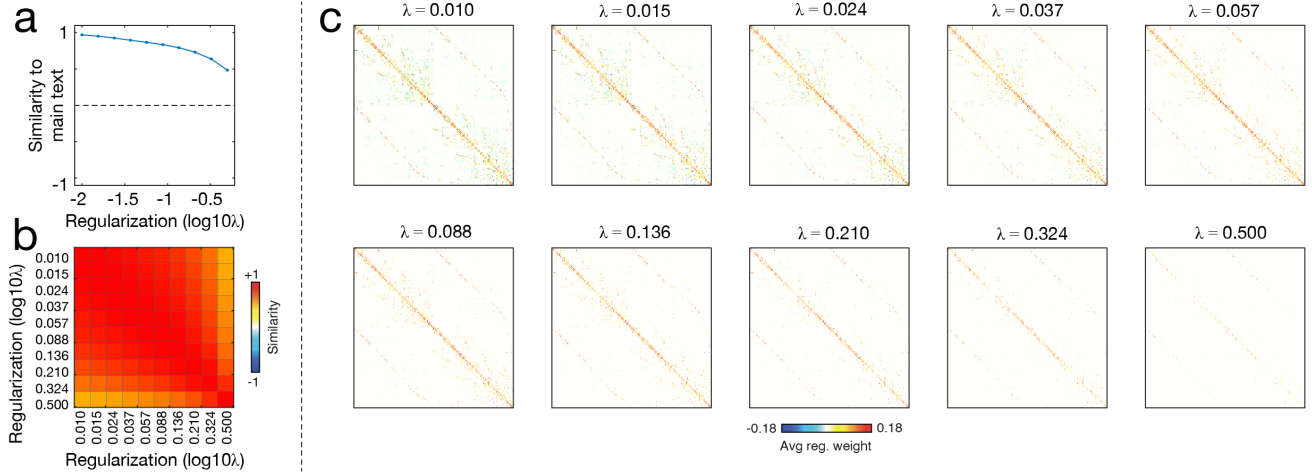 a
1
-1
Similarity to
main text
-2 -1.5 -1 -0.5
Regularization (log10λ)
b
Regularization (log10λ)
0.010
0.015
0.024
0.037
0.057
0.088
0.136
0.210
0.324
0.500
0.010 0.015 0.024 0.037 0.057 0.088 0.136 0.210 0.324 0.500
Regularization (log10λ)
+1
-1
Similarity
c
λ = 0.010 λ = 0.015 λ = 0.024 λ = 0.037 λ = 0.057
λ = 0.088 λ = 0.136 λ = 0.210 λ = 0.324 λ = 0.500
-0.18 0.18
Avg reg. weight